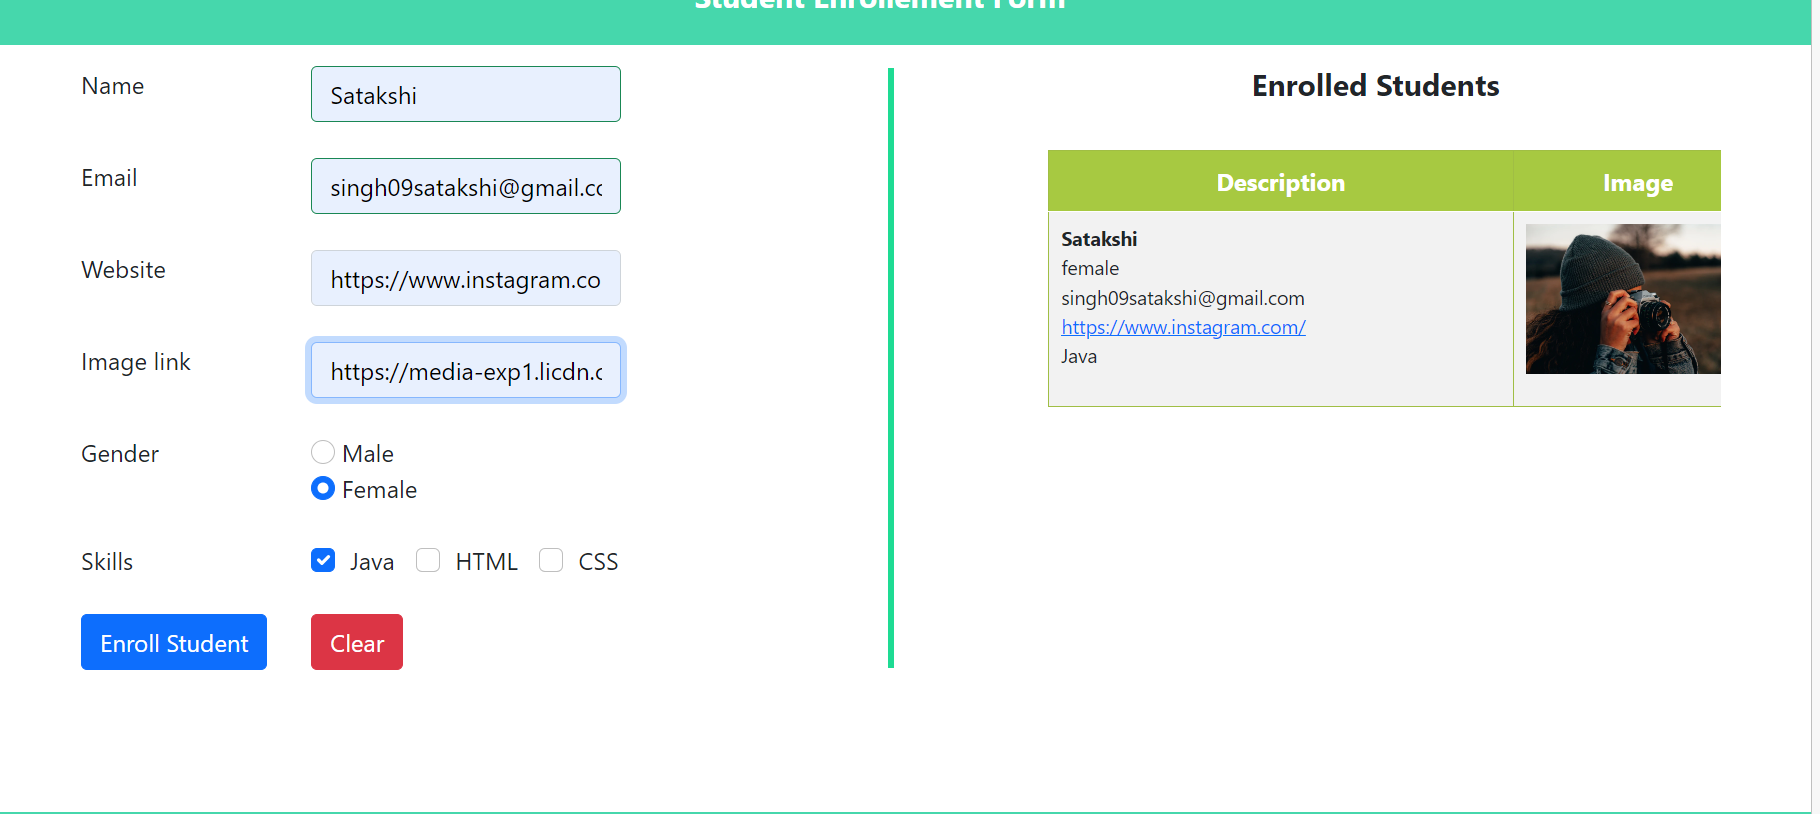 Student Enrollement Form
Name
Satakshi
Email
singh09satakshi@gmail.co
Website
https://www.instagram.co
Image link
https://media-exp1.licdn.c
Gender
Male
Female
Skills
Java
HTML
CSS
Enroll Student
Clear
Enrolled Students
Description
Image
Satakshi
female
singh09satakshi@gmail.com
https://www.instagram.com/
Java